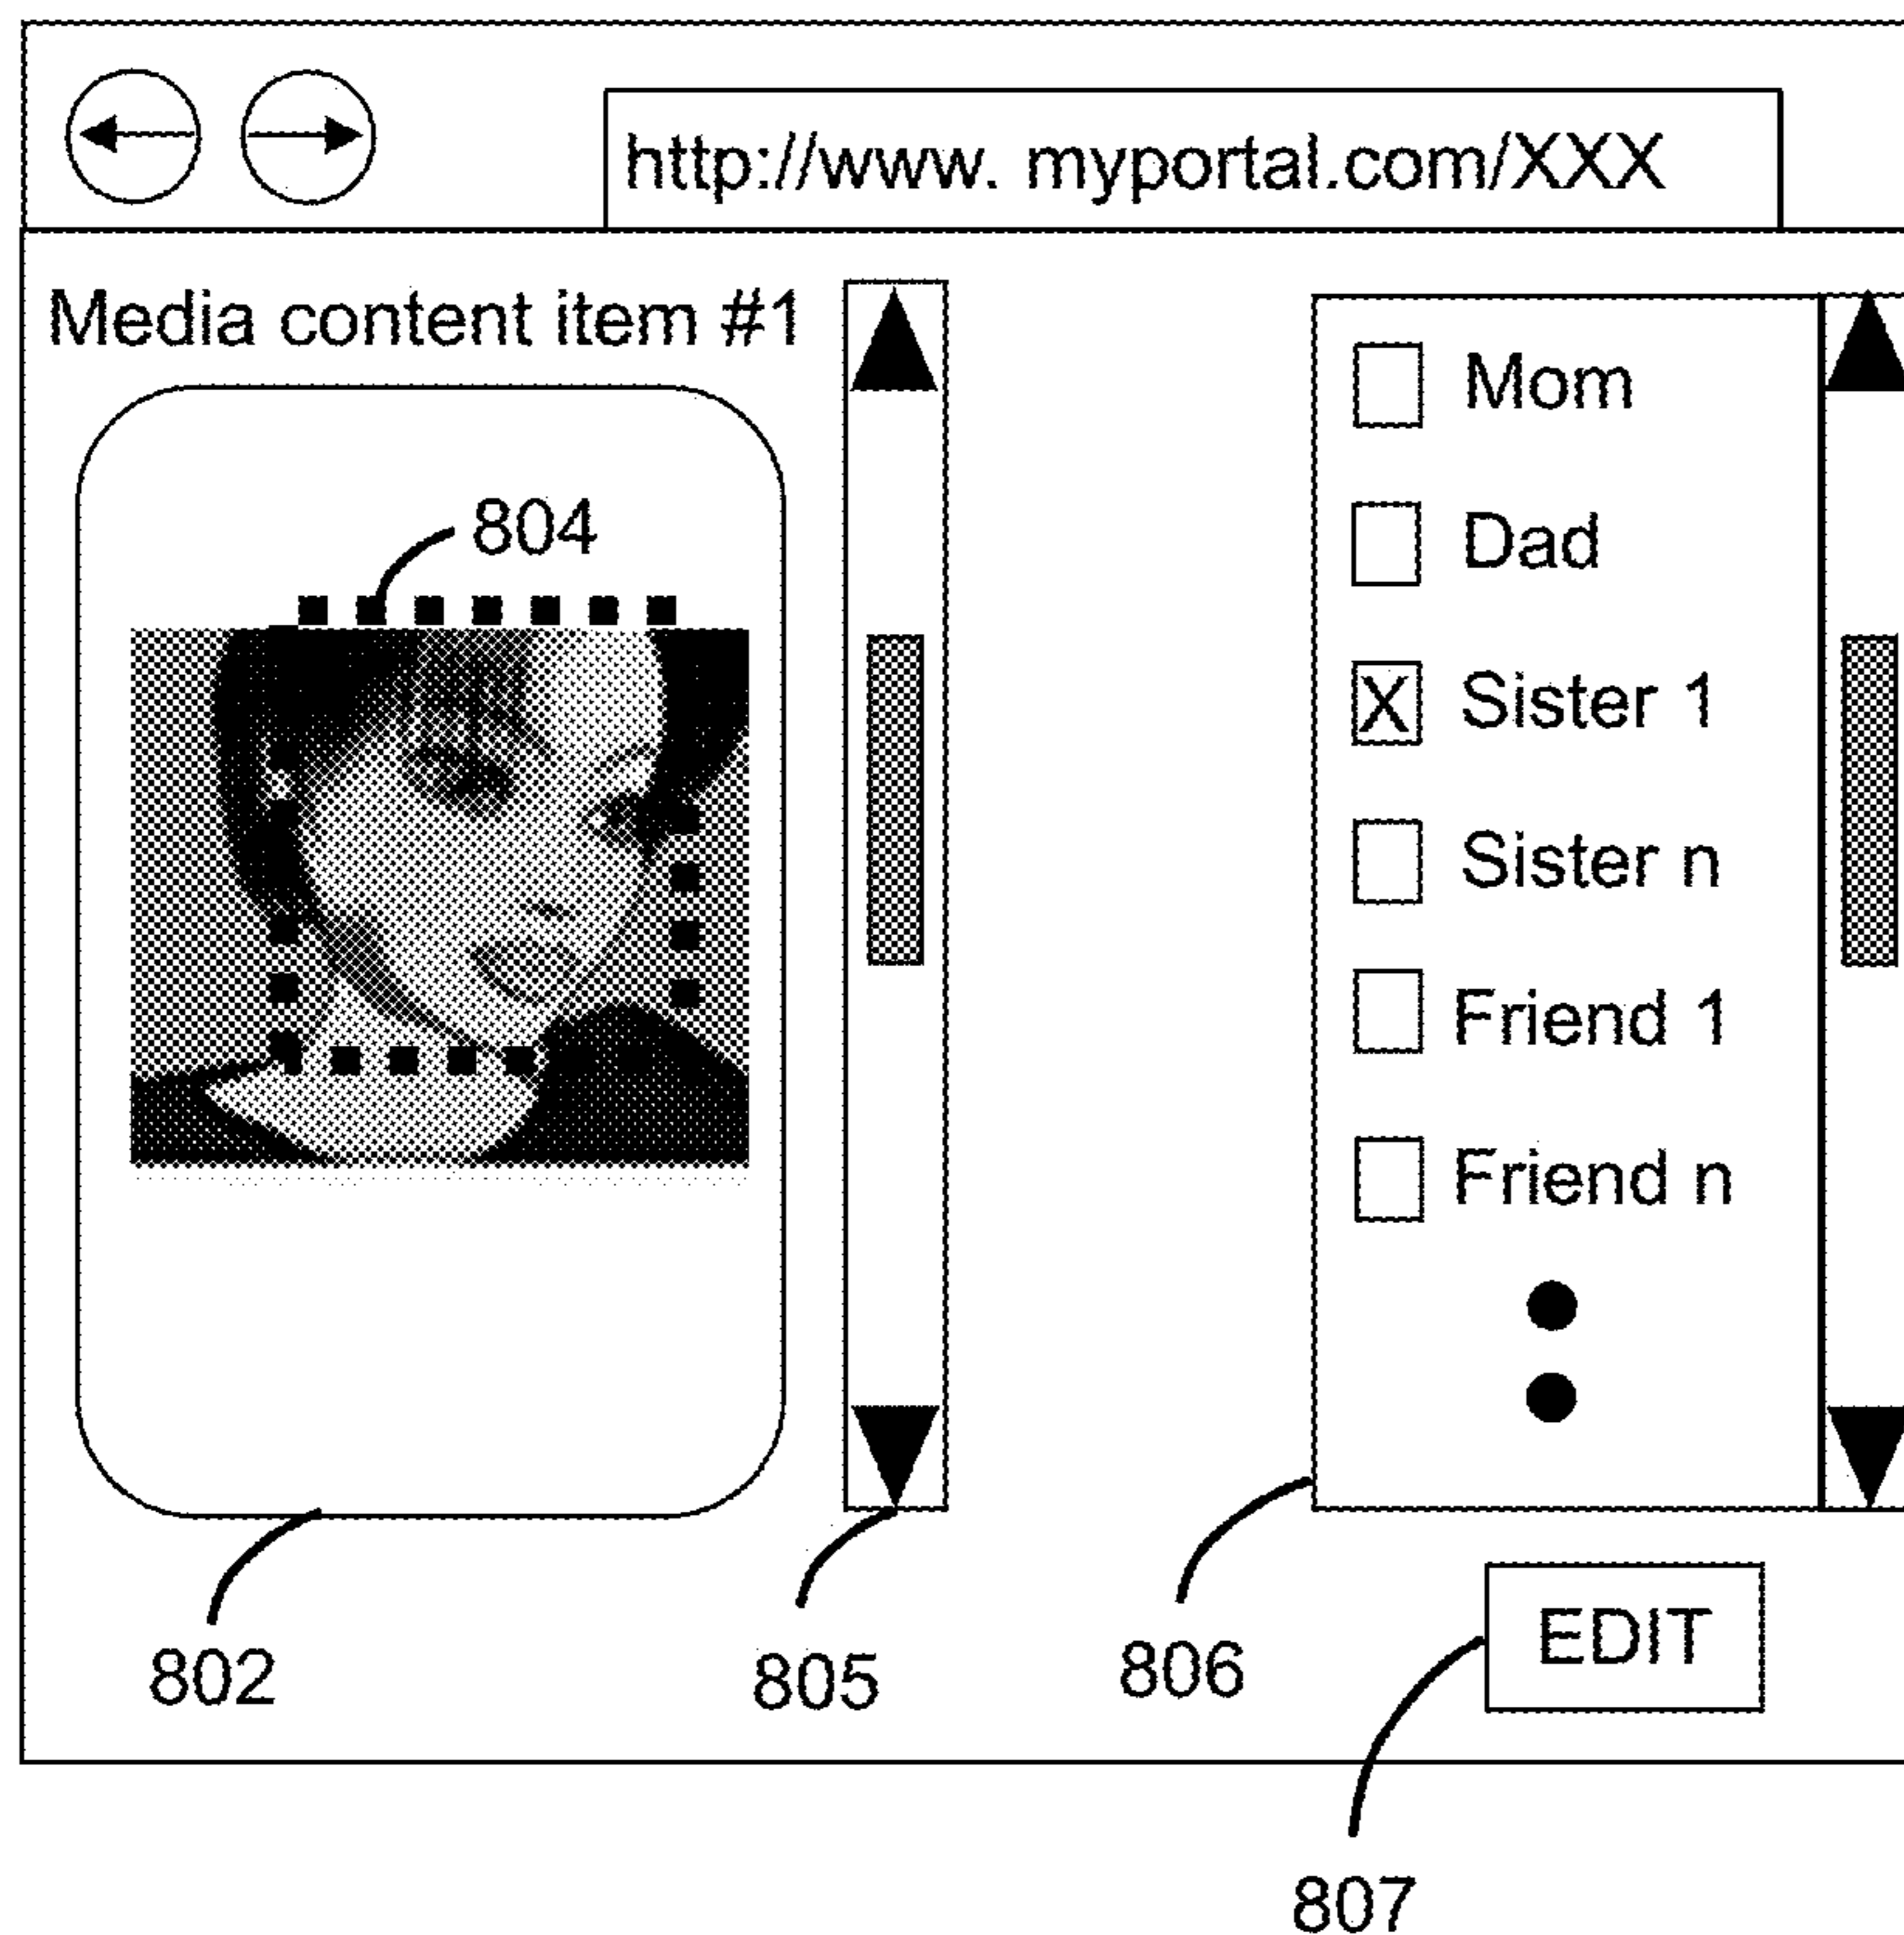 http://www. myportal.com/XXX
Media content item #1
804
Mom
Dad
X Sister 1
Sister n
Friend 1
Friend n
EDIT
802
805
806
807